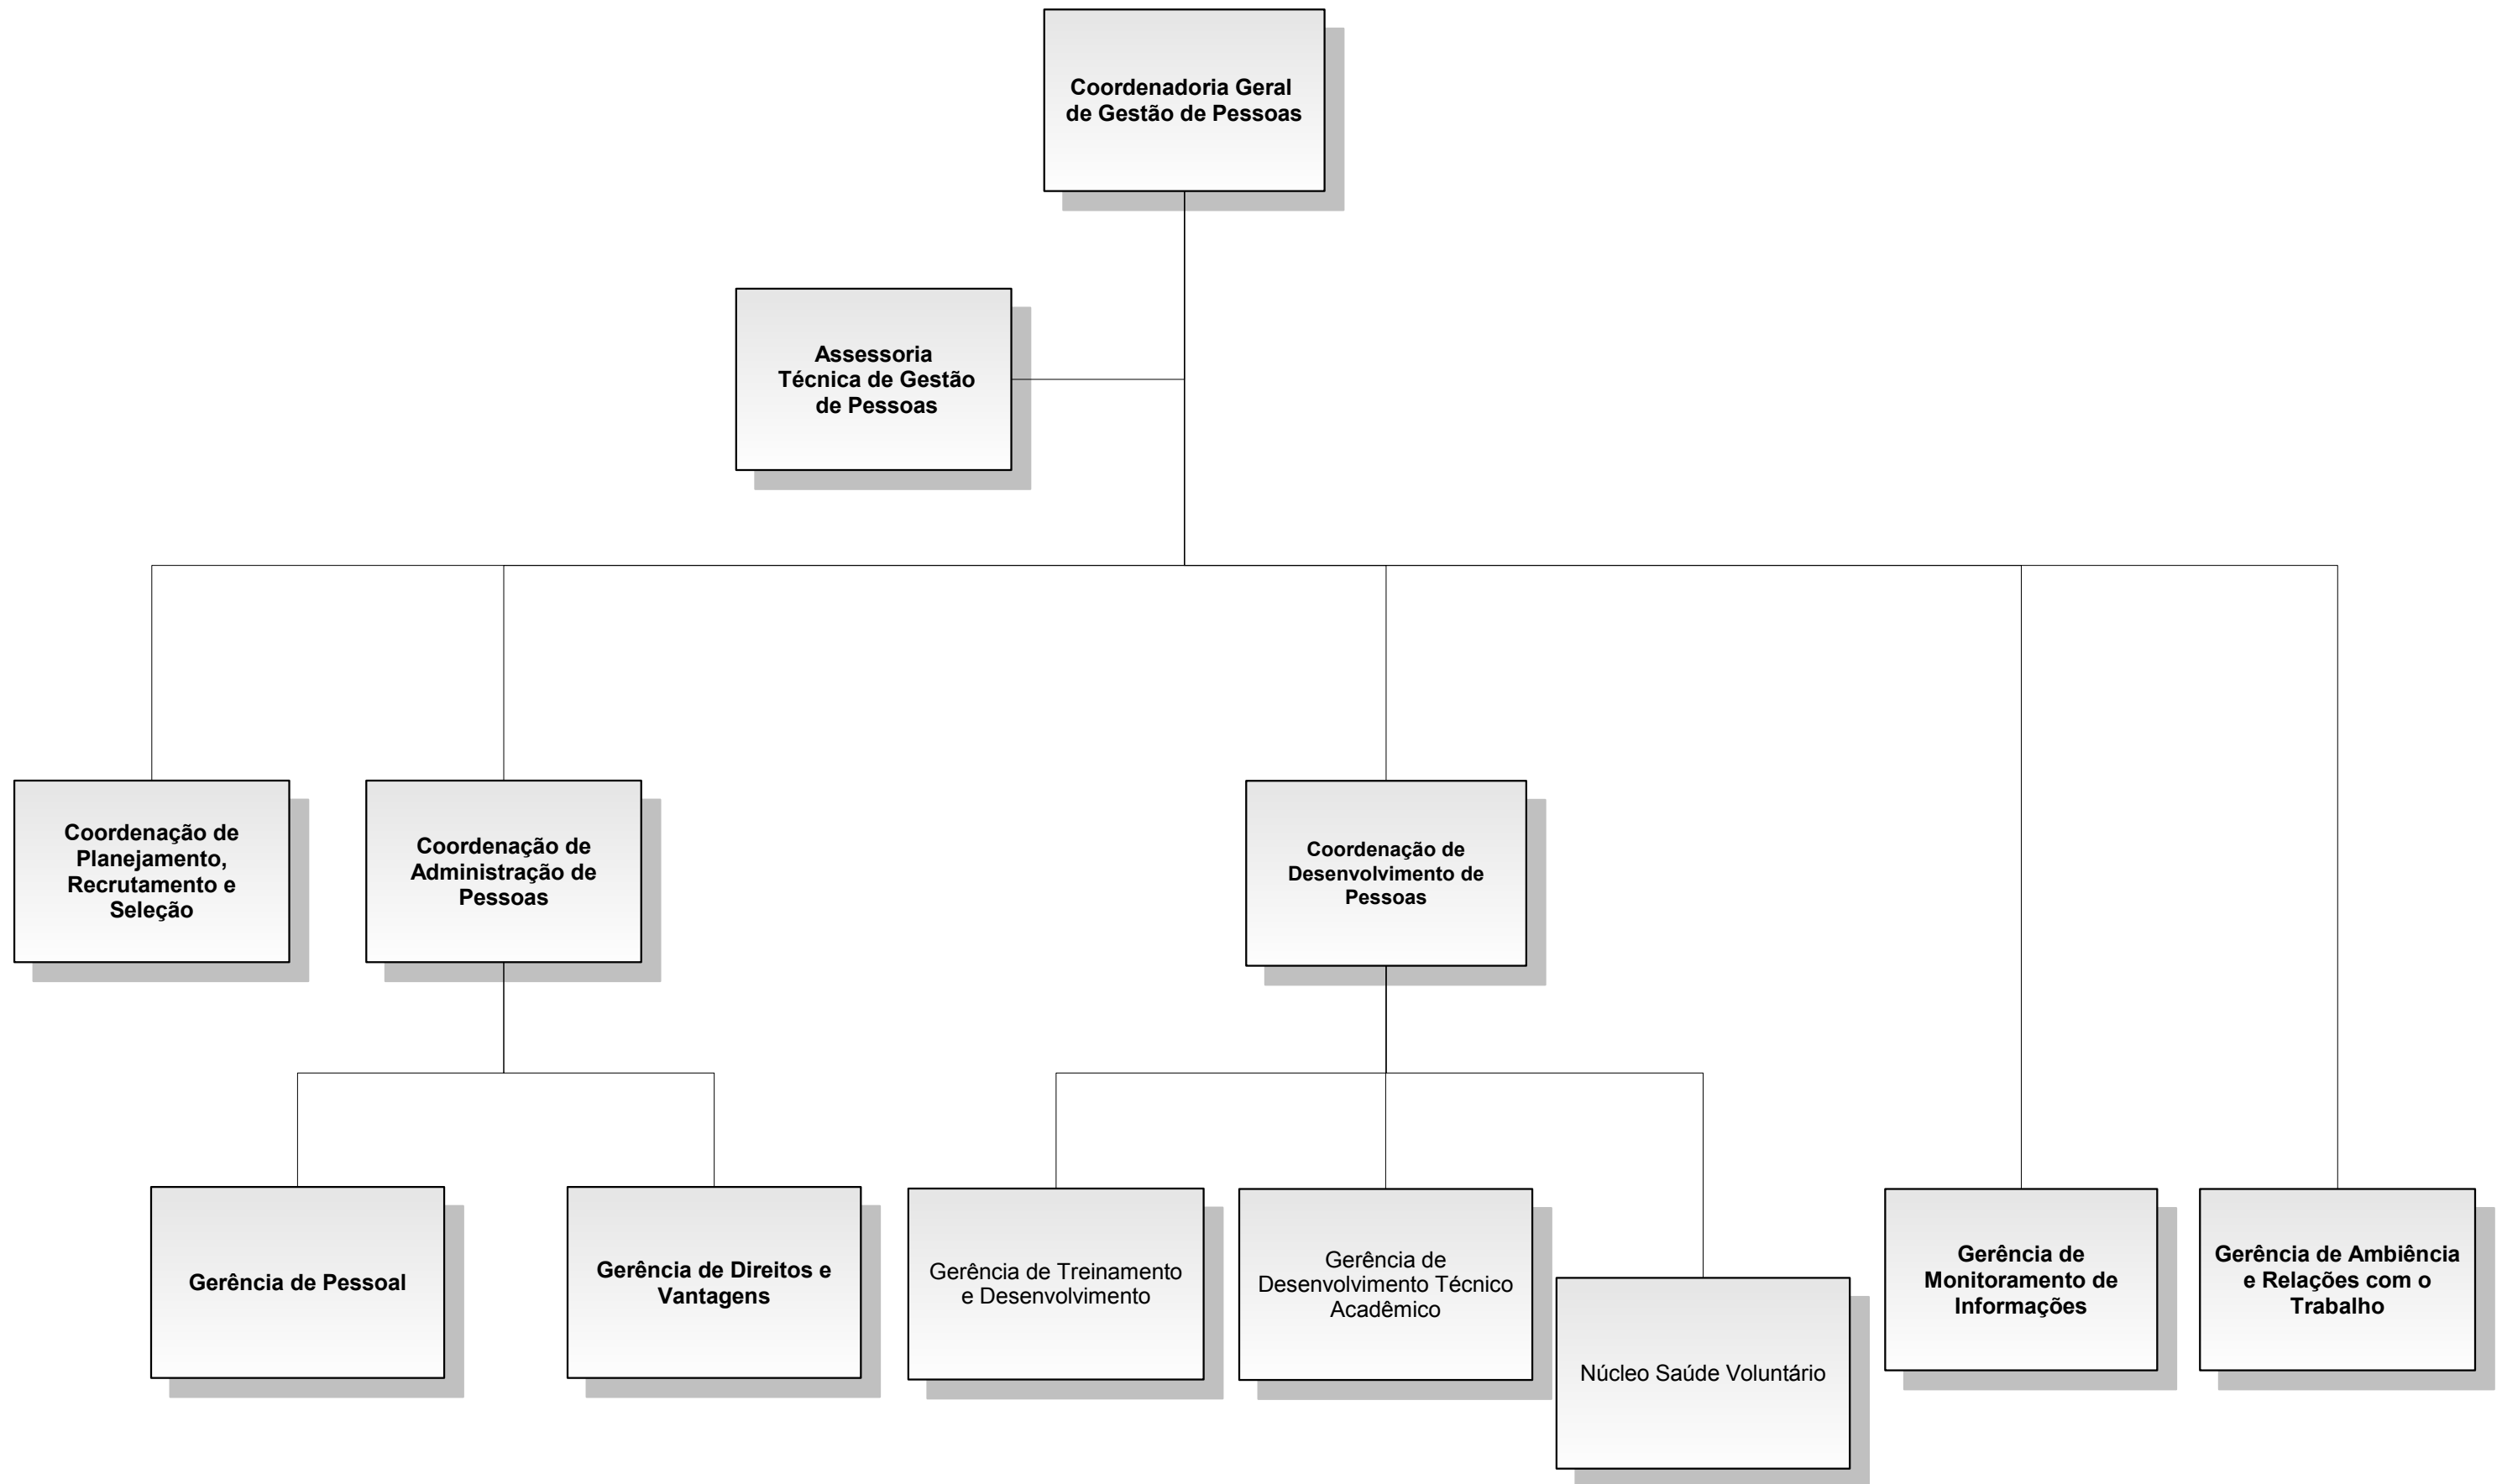 Coordenadoria Geral
de Gestão de Pessoas
Assessoria
Técnica de Gestão
de Pessoas
Coordenação de
Planejamento,
Recrutamento e
Seleção
Coordenação de
Administração de
Pessoas
Coordenação de
Desenvolvimento de
Pessoas
Gerência de Pessoal
Gerência de Direitos e
Vantagens
Gerência de Treinamento
e Desenvolvimento
Gerência de
Desenvolvimento Técnico
Acadêmico
Núcleo Saúde Voluntário
Gerência de
Monitoramento de
Informações
Gerência de Ambiência
e Relações com o
Trabalho